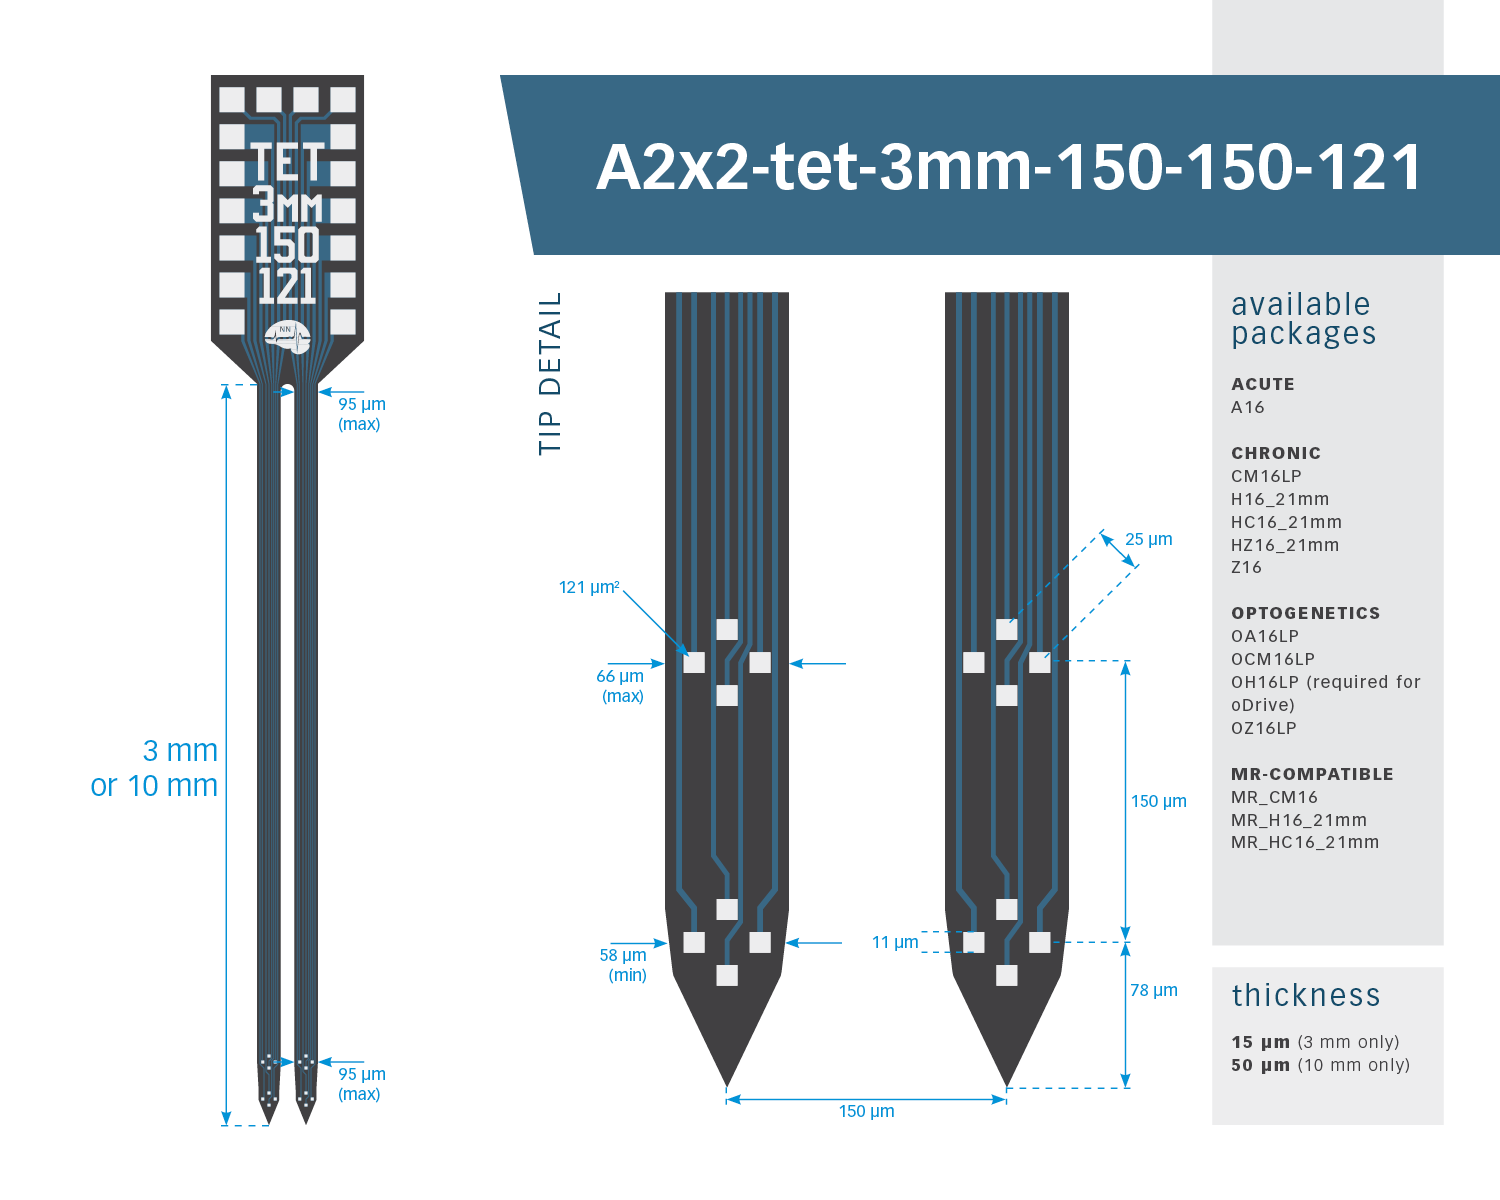 A2x2-tet-3mm-150-150-121
TET
3MM
150
121
NN
95 µm
(max)
3 mm
or 10 mm
95 µm
(max)
TIP DETAIL
121 µm²
66 µm
(max)
58 µm
(min)
25 µm
150 µm
11 µm
78 µm
150 µm
available
packages
ACUTE
A16
CHRONIC
CM16LP
H16_21mm
HC16_21mm
HZ16_21mm
Z16
OPTOGENETICS
OA16LP
OCM16LP
OH16LP (required for
oDrive)
OZ16LP
MR-COMPATIBLE
MR_CM16
MR_H16_21mm
MR_HC16_21mm
thickness
15 µm (3 mm only)
50 µm (10 mm only)